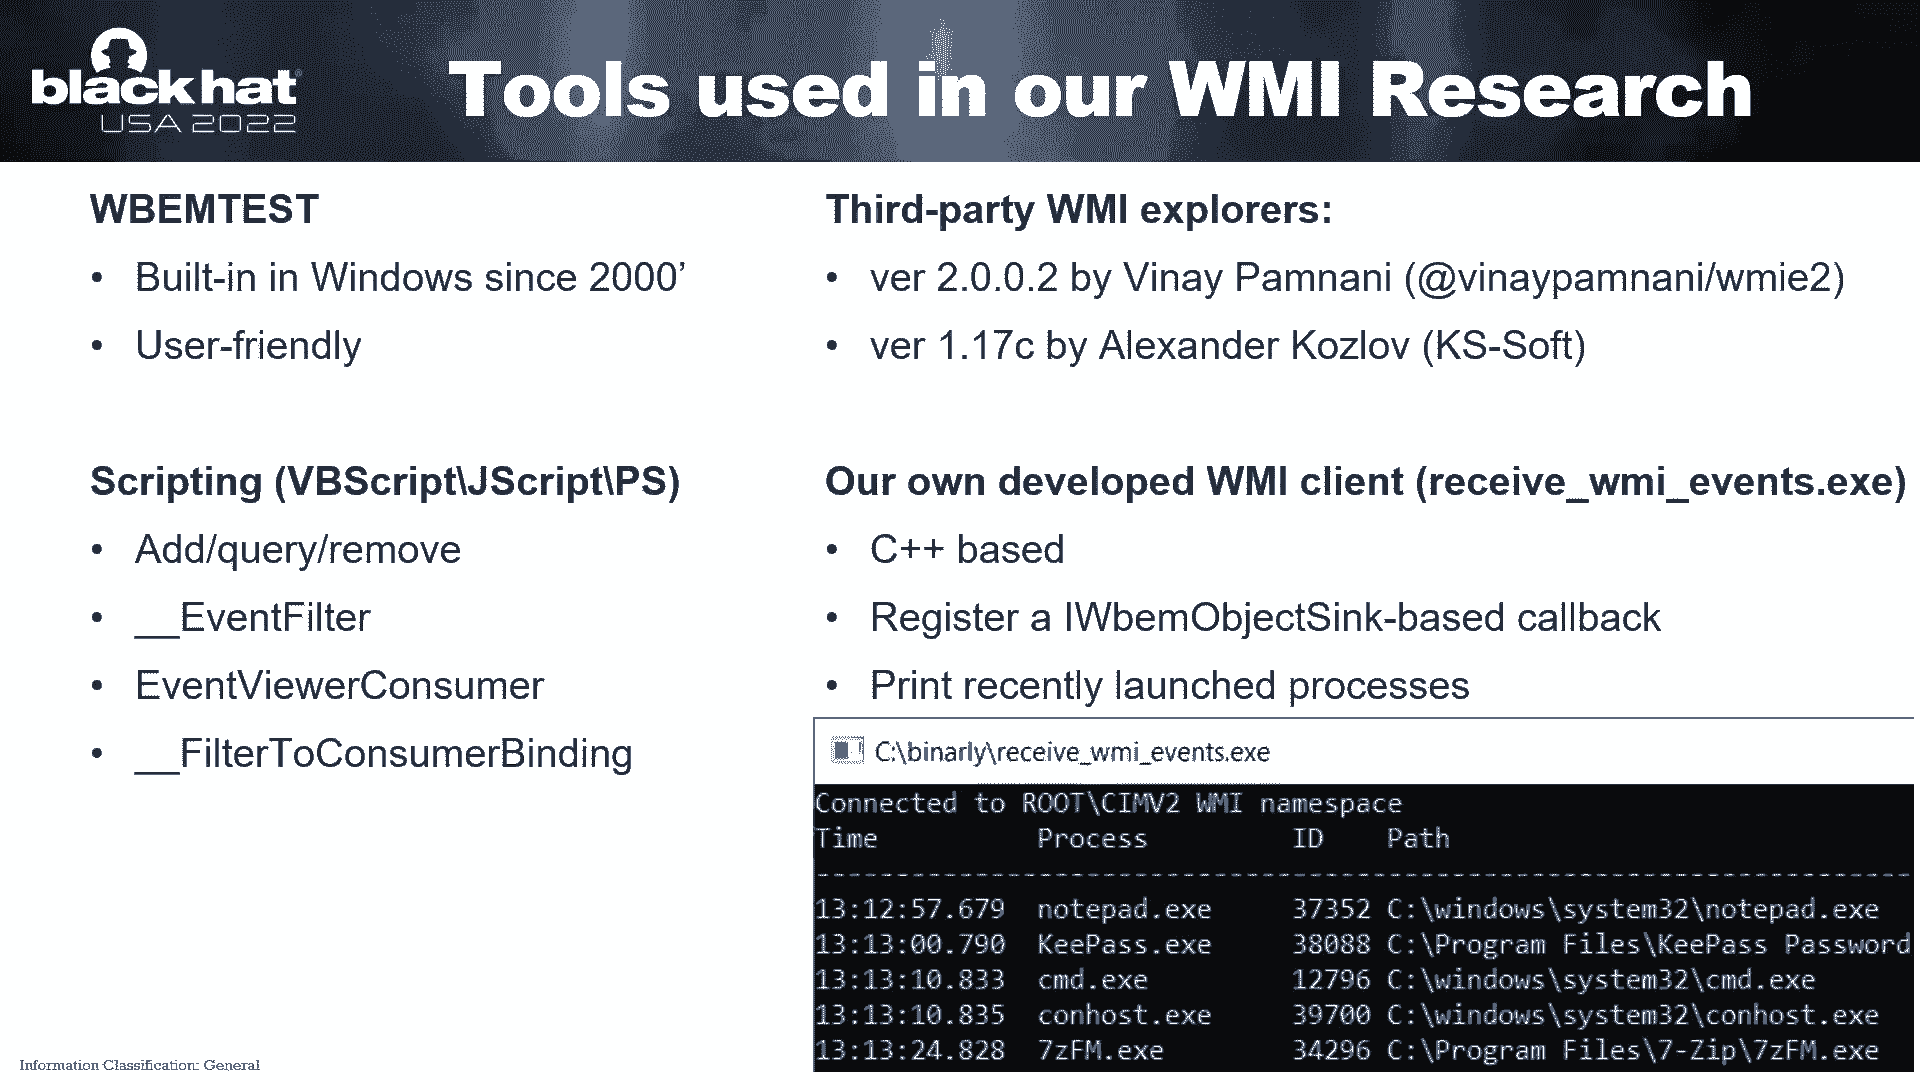 black hat
USA 2022
Tools used in our WMI Research
WBEMTEST
• Built-in in Windows since 2000’
• User-friendly
Scripting (VBScript\JScript\PS)
• Add/query/remove
• __EventFilter
• EventViewerConsumer
• __FilterToConsumerBinding
Third-party WMI explorers:
• ver 2.0.0.2 by Vinay Pamnani (@vinaypamnani/wmie2)
• ver 1.17c by Alexander Kozlov (KS-Soft)
Our own developed WMI client (receive_wmi_events.exe)
• C++ based
• Register a IWbemObjectSink-based callback
• Print recently launched processes
C:\binarly\receive_wmi_events.exe
Connected to ROOT\CIMV2 WMI namespace
Time Process ID Path
----------------------------------------------------------------------
13:12:57.679 notepad.exe 37352 C:\windows\system32\notepad.exe
13:13:00.790 KeePass.exe 38088 C:\Program Files\KeePass Password
13:13:10.833 cmd.exe 12796 C:\windows\system32\cmd.exe
13:13:10.835 conhost.exe 39700 C:\windows\system32\conhost.exe
13:13:24.828 7zFM.exe 34296 C:\Program Files\7-Zip\7zFM.exe
Information Classification: General